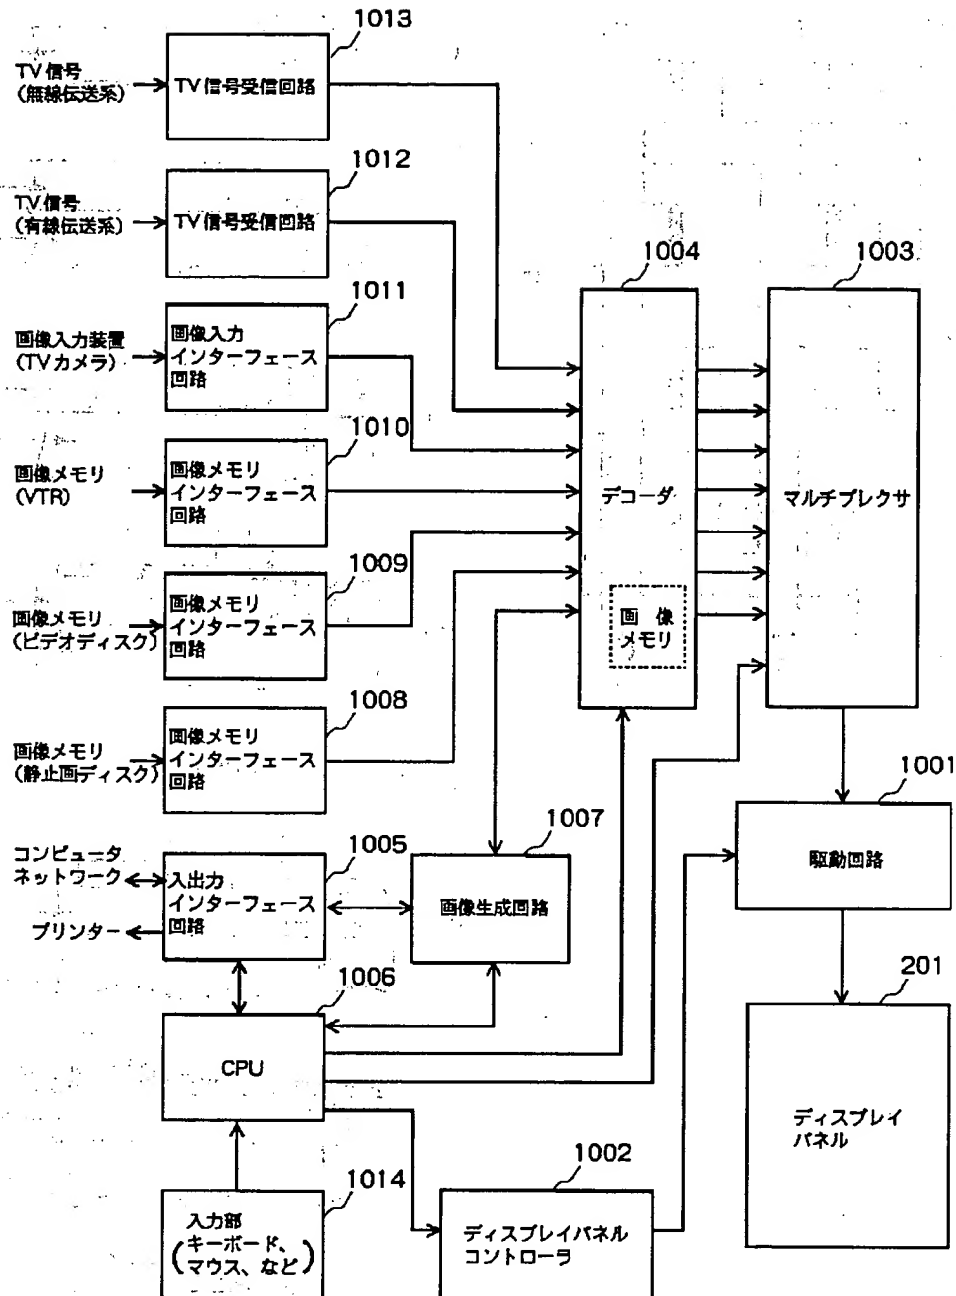 1013
TV信号
(無線伝送系)
TV信号受信回路
1012
TV信号
(有線伝送系)
TV信号受信回路
1011
画像入力装置
(TVカメラ)
画像入力
インターフェース
回路
1010
画像メモリ
(VTR)
画像メモリ
インターフェース
回路
1009
画像メモリ
(ビデオディスク)
画像メモリ
インターフェース
回路
1008
画像メモリ
(静止画ディスク)
画像メモリ
インターフェース
回路
1004
デコーダ
画 像
メモリ
1003
マルチプレクサ
1005
コンピュータ
ネットワーク
プリンター
入出力
インターフェース
回路
1007
画像生成回路
1001
駆動回路
1006
CPU
201
ディスプレイ
パネル
1014
入力部
(キーボード、
マウス、など)
1002
ディスプレイパネル
コントローラ